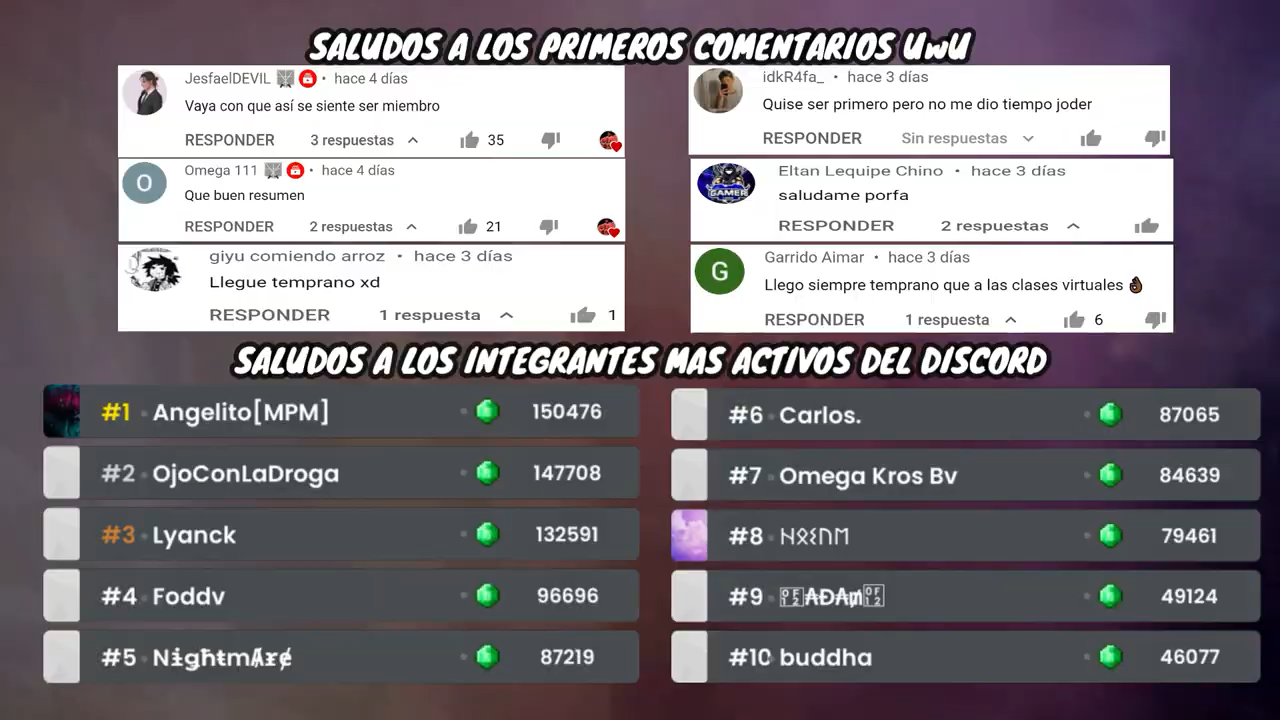 SALUDOS A LOS PRIMEROS COMENTARIOS UwU
JesfaelDEVIL • hace 4 días
Vaya con que así se siente ser miembro
RESPONDER 3 respuestas 35
Omega 111 • hace 4 días
Que buen resumen
RESPONDER 2 respuestas 21
giyu comiendo arroz • hace 3 días
Llegue temprano xd
RESPONDER 1 respuesta 1
idkR4fa_ • hace 3 días
Quise ser primero pero no me dio tiempo joder
RESPONDER Sin respuestas
GAMER
Eltan Lequipe Chino • hace 3 días
saludame porfa
RESPONDER 2 respuestas
G
Garrido Aimar • hace 3 días
Llego siempre temprano que a las clases virtuales 👌🏿
RESPONDER 1 respuesta 6
SALUDOS A LOS INTEGRANTES MAS ACTIVOS DEL DISCORD
#1 • Angelito[MPM] • 150476
#2 • OjoConLaDroga • 147708
#3 • Lyanck • 132591
#4 • Foddv • 96696
#5 • NɨꞡħŧmȺɍɇ • 87219
#6 • Carlos. • 87065
#7 • Omega Kros Bv • 84639
#8 • 79461
#9 • 49124
#10 buddha • 46077